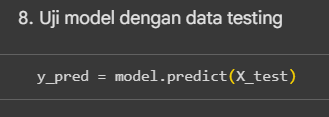 8. Uji model dengan data testing
y_pred = model.predict(X_test)